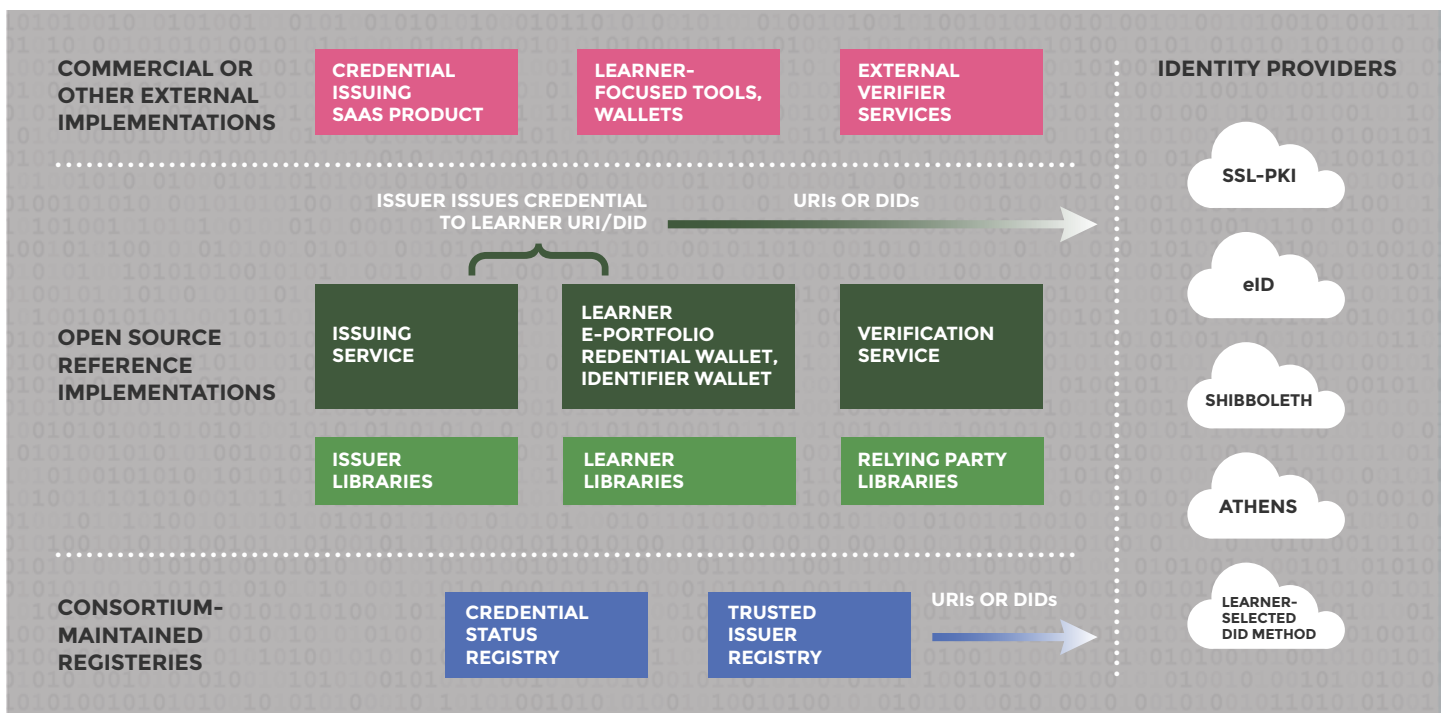 COMMERCIAL OR
OTHER EXTERNAL
IMPLEMENTATIONS
CREDENTIAL
ISSUING
SAAS PRODUCT
LEARNER-
FOCUSED TOOLS,
WALLETS
EXTERNAL
VERIFIER
SERVICES
ISSUER ISSUES CREDENTIAL
TO LEARNER URI/DID
URIs OR DIDs
OPEN SOURCE
REFERENCE
IMPLEMENTATIONS
ISSUING
SERVICE
LEARNER
E-PORTFOLIO
REDENTIAL WALLET,
IDENTIFIER WALLET
VERIFICATION
SERVICE
ISSUER
LIBRARIES
LEARNER
LIBRARIES
RELYING PARTY
LIBRARIES
CONSORTIUM-
MAINTAINED
REGISTERIES
CREDENTIAL
STATUS
REGISTRY
TRUSTED
ISSUER
REGISTRY
URIs OR DIDs
IDENTITY PROVIDERS
SSL-PKI
eID
SHIBBOLETH
ATHENS
LEARNER-
SELECTED
DID METHOD